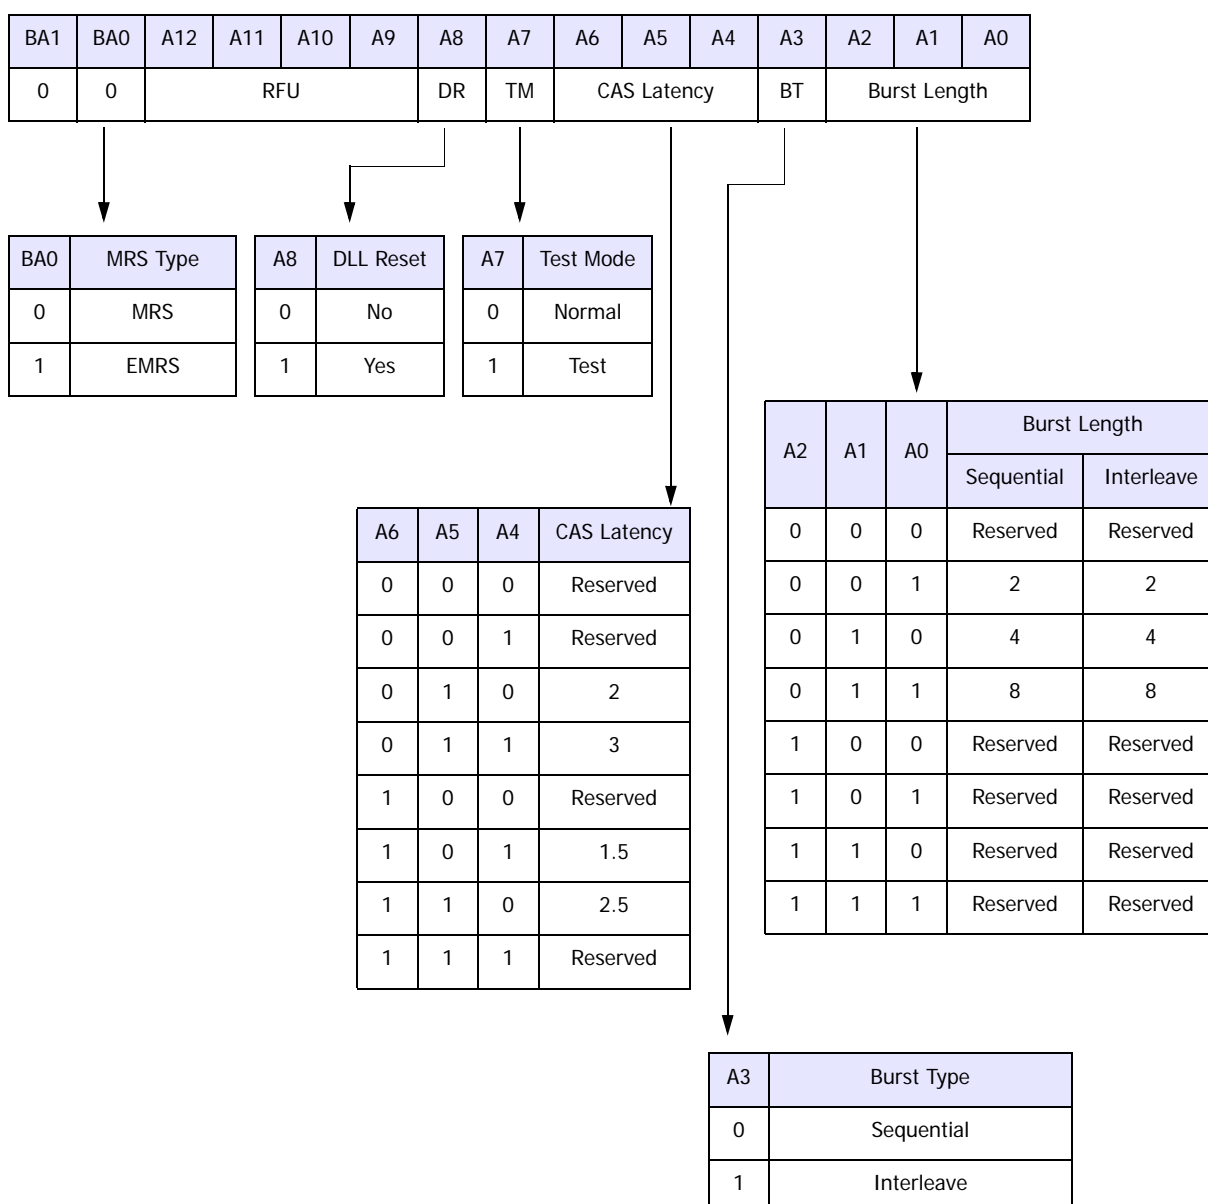 BA1 BA0 A12 A11 A10 A9 A8 A7 A6 A5 A4 A3 A2 A1 A0
0 0 RFU DR TM CAS Latency BT Burst Length
BA0 MRS Type
0 MRS
1 EMRS
A8 DLL Reset
0 No
1 Yes
A7 Test Mode
0 Normal
1 Test
A6 A5 A4 CAS Latency
0 0 0 Reserved
0 0 1 Reserved
0 1 0 2
0 1 1 3
1 0 0 Reserved
1 0 1 1.5
1 1 0 2.5
1 1 1 Reserved
A2 A1 A0 Burst Length
Sequential Interleave
0 0 0 Reserved Reserved
0 0 1 2 2
0 1 0 4 4
0 1 1 8 8
1 0 0 Reserved Reserved
1 0 1 Reserved Reserved
1 1 0 Reserved Reserved
1 1 1 Reserved Reserved
A3 Burst Type
0 Sequential
1 Interleave